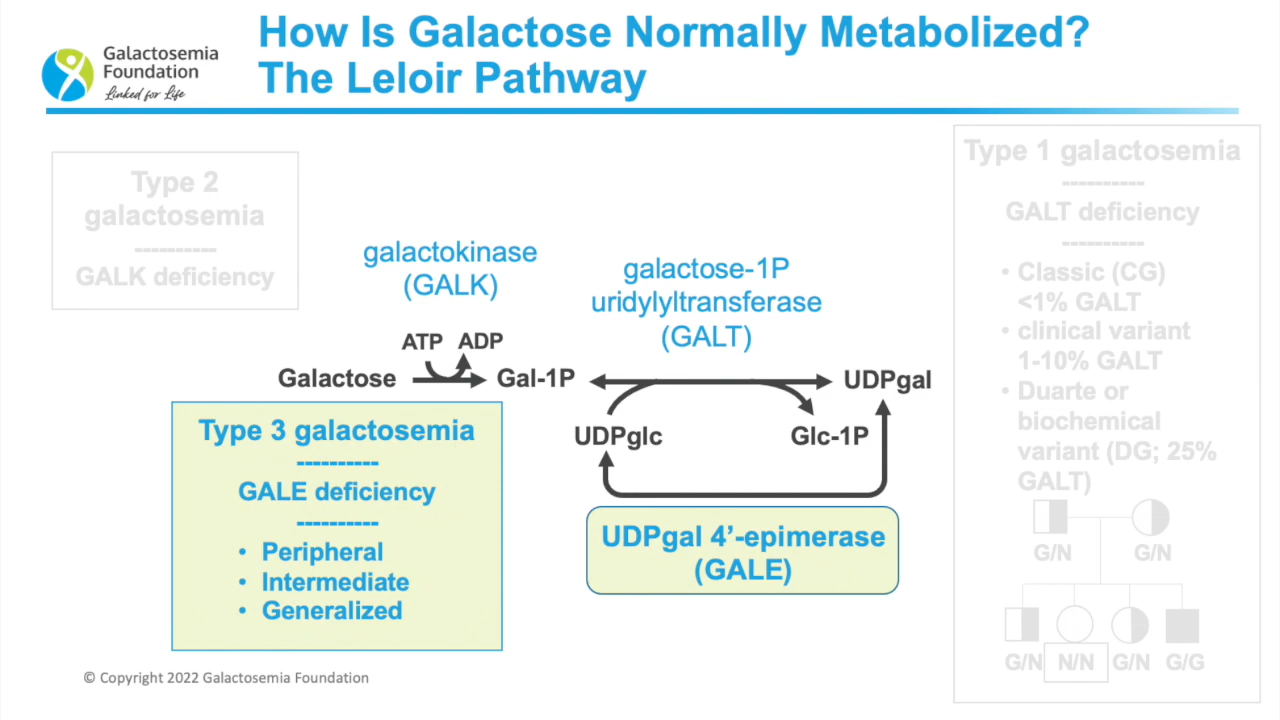 How Is Galactose Normally Metabolized?
The Leloir Pathway
Galactosemia
Foundation
Linked for Life
Type 2
galactosemia
----------
GALK deficiency
galactokinase
(GALK)
galactose-1P
uridylyltransferase
(GALT)
ATP
ADP
Galactose
Gal-1P
UDPgal
UDPglc
Glc-1P
Type 3 galactosemia
----------
GALE deficiency
----------
• Peripheral
• Intermediate
• Generalized
UDPgal 4’-epimerase
(GALE)
Type 1 galactosemia
----------
GALT deficiency
----------
• Classic (CG)
<1% GALT
• clinical variant
1-10% GALT
• Duarte or
biochemical
variant (DG; 25%
GALT)
G/N
G/N
G/N
N/N
G/N
G/G
© Copyright 2022 Galactosemia Foundation